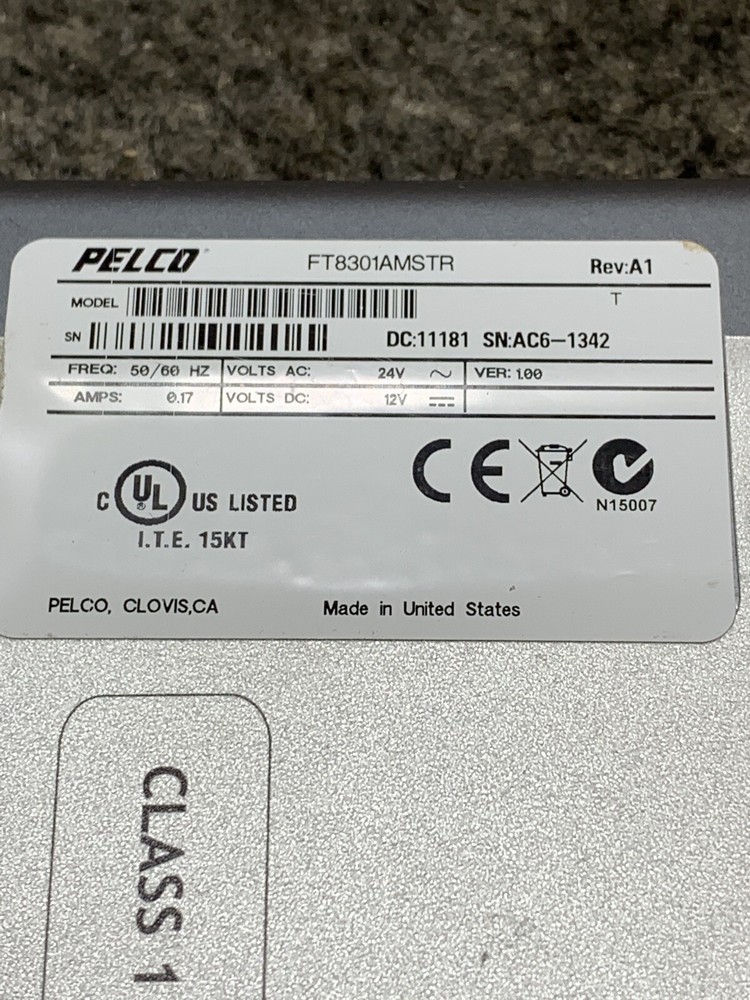 PELCO FT8301AMSTR Rev:A1
MODEL T
SN DC:11181 SN:AC6-1342
FREQ: 50/60 HZ VOLTS AC: 24V ~ VER: 1.00
AMPS: 0.17 VOLTS DC: 12V ⎓
CE
N15007
C UL® US LISTED
I.T.E. 15KT
PELCO, CLOVIS,CA Made in United States
CLASS 1